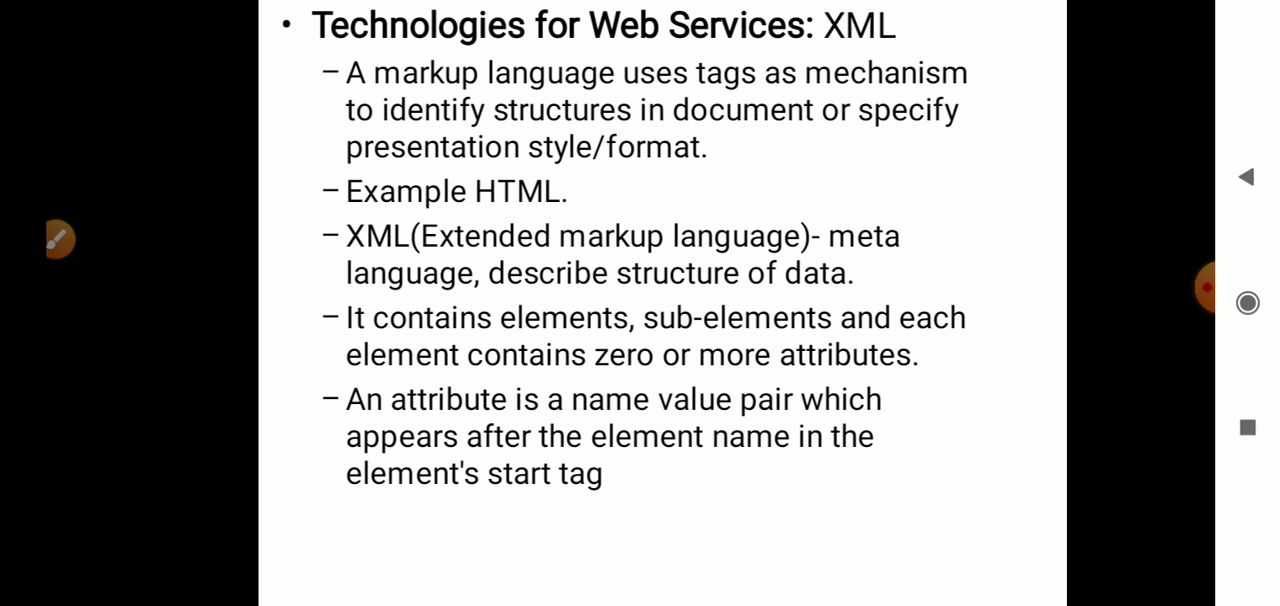 • Technologies for Web Services: XML
– A markup language uses tags as mechanism
to identify structures in document or specify
presentation style/format.
– Example HTML.
– XML(Extended markup language)- meta
language, describe structure of data.
– It contains elements, sub-elements and each
element contains zero or more attributes.
– An attribute is a name value pair which
appears after the element name in the
element's start tag